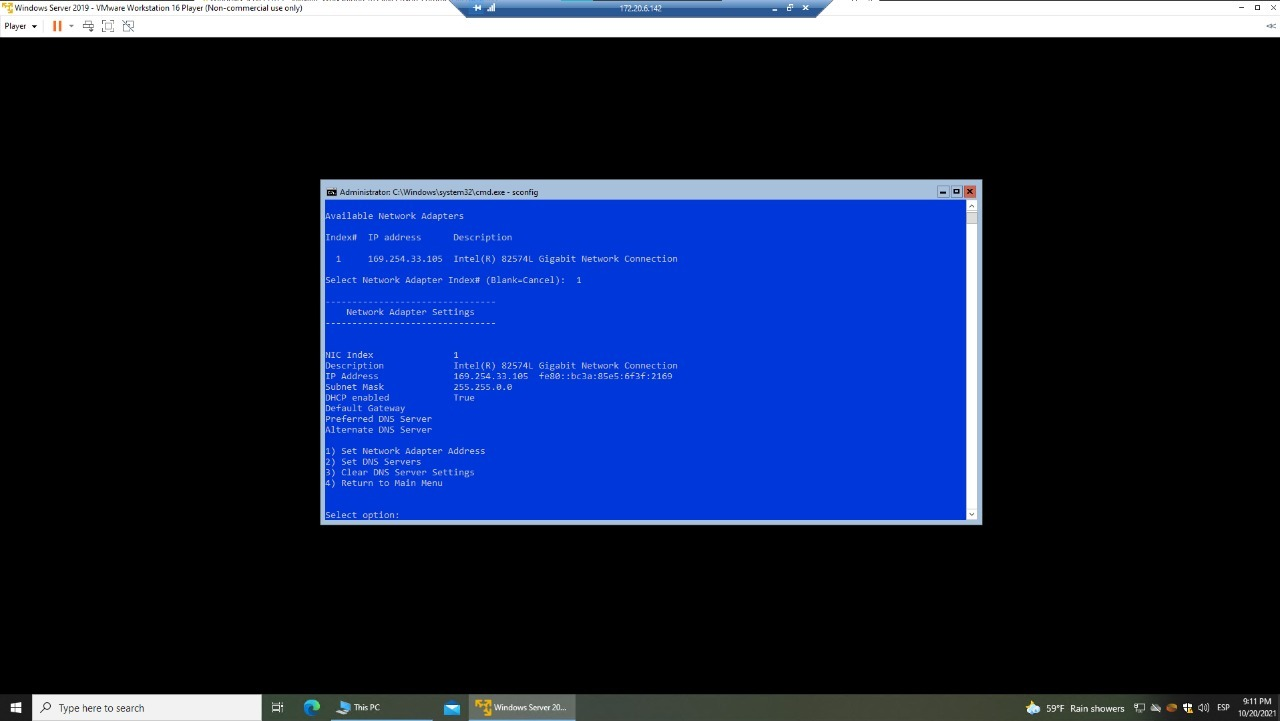 Windows Server 2019 - VMware Workstation 16 Player (Non-commercial use only)
172.20.6.142
Player
Administrator: C:\Windows\system32\cmd.exe - sconfig
Available Network Adapters
Index# IP address Description
1 169.254.33.105 Intel(R) 82574L Gigabit Network Connection
Select Network Adapter Index# (Blank=Cancel): 1
--------------------------------
Network Adapter Settings
--------------------------------
NIC Index 1
Description Intel(R) 82574L Gigabit Network Connection
IP Address 169.254.33.105 fe80::bc3a:85e5:6f3f:2169
Subnet Mask 255.255.0.0
DHCP enabled True
Default Gateway
Preferred DNS Server
Alternate DNS Server
1) Set Network Adapter Address
2) Set DNS Servers
3) Clear DNS Server Settings
4) Return to Main Menu
Select option:
Type here to search
This PC
Windows Server 20...
59°F Rain showers
ESP
9:11 PM
10/20/2021